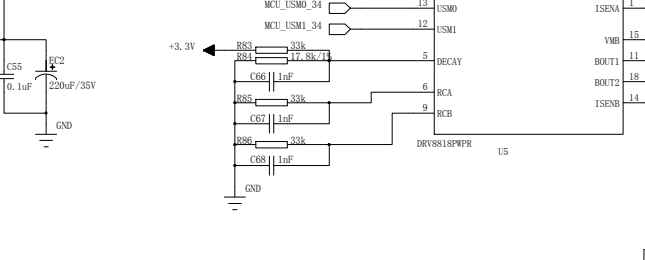 MCU_USM0_34
13
USM0
ISENA
1
MCU_USM1_34
12
USM1
VMB
15
+3.3V
R83
33k
R84
17.8k/1%
5
DECAY
BOUT1
11
C55
0.1uF
EC2
220uF/35V
C66
1nF
BOUT2
18
R85
33k
6
RCA
ISENB
14
C67
1nF
9
RCB
GND
R86
33k
DRV8818PWPR
U5
C68
1nF
GND